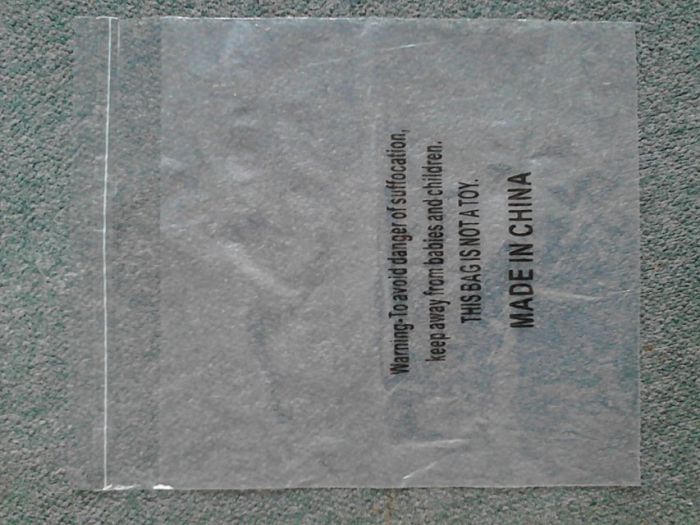 Warning-To avoid danger of suffocation,
keep away from babies and children.
THIS BAG IS NOT A TOY.
MADE IN CHINA